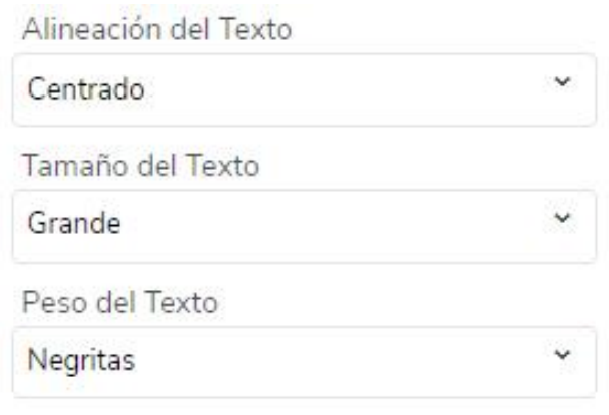 Alineación del Texto
Centrado
Tamaño del Texto
Grande
Peso del Texto
Negritas